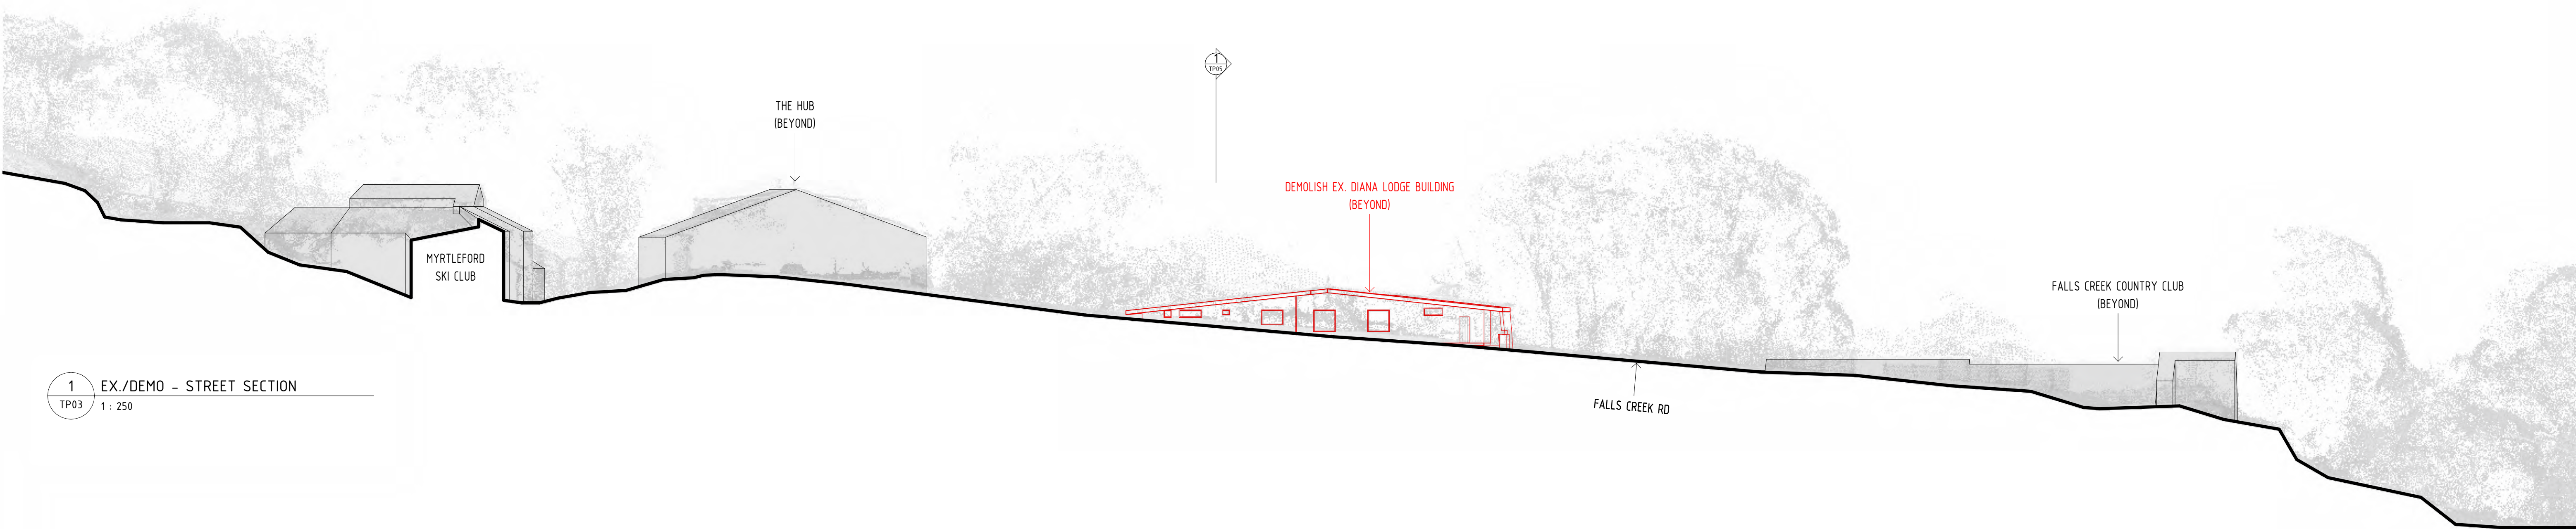 1
TP05
THE HUB
(BEYOND)
DEMOLISH EX. DIANA LODGE BUILDING
(BEYOND)
MYRTLEFORD
SKI CLUB
FALLS CREEK COUNTRY CLUB
(BEYOND)
FALLS CREEK RD
1
TP03
EX./DEMO - STREET SECTION
1 : 250